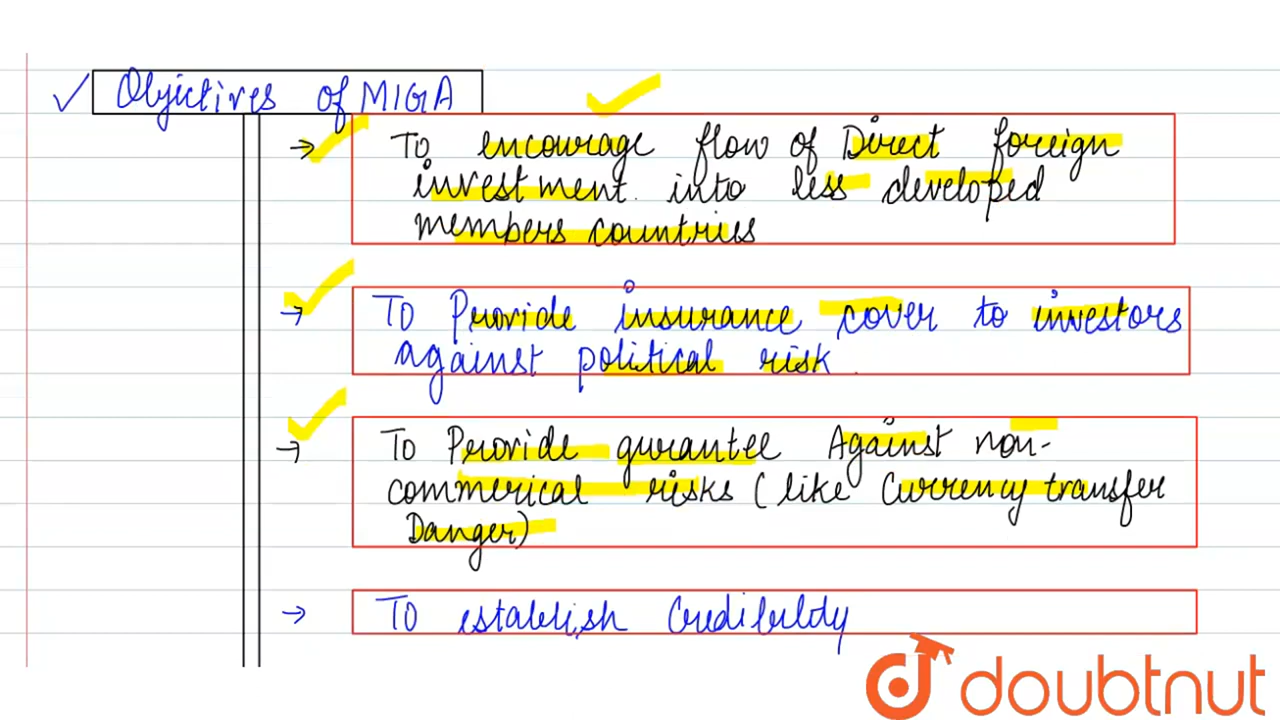 Objectives of MIGA
→ To encourage flow of Direct foreign
investment into less developed
members countries
→ To Provide insurance cover to investors
against political risk.
→ To Provide gurantee Against non-
commerical risks (like Currency transfer
Danger)
→ To establish Credibility
doubtnut